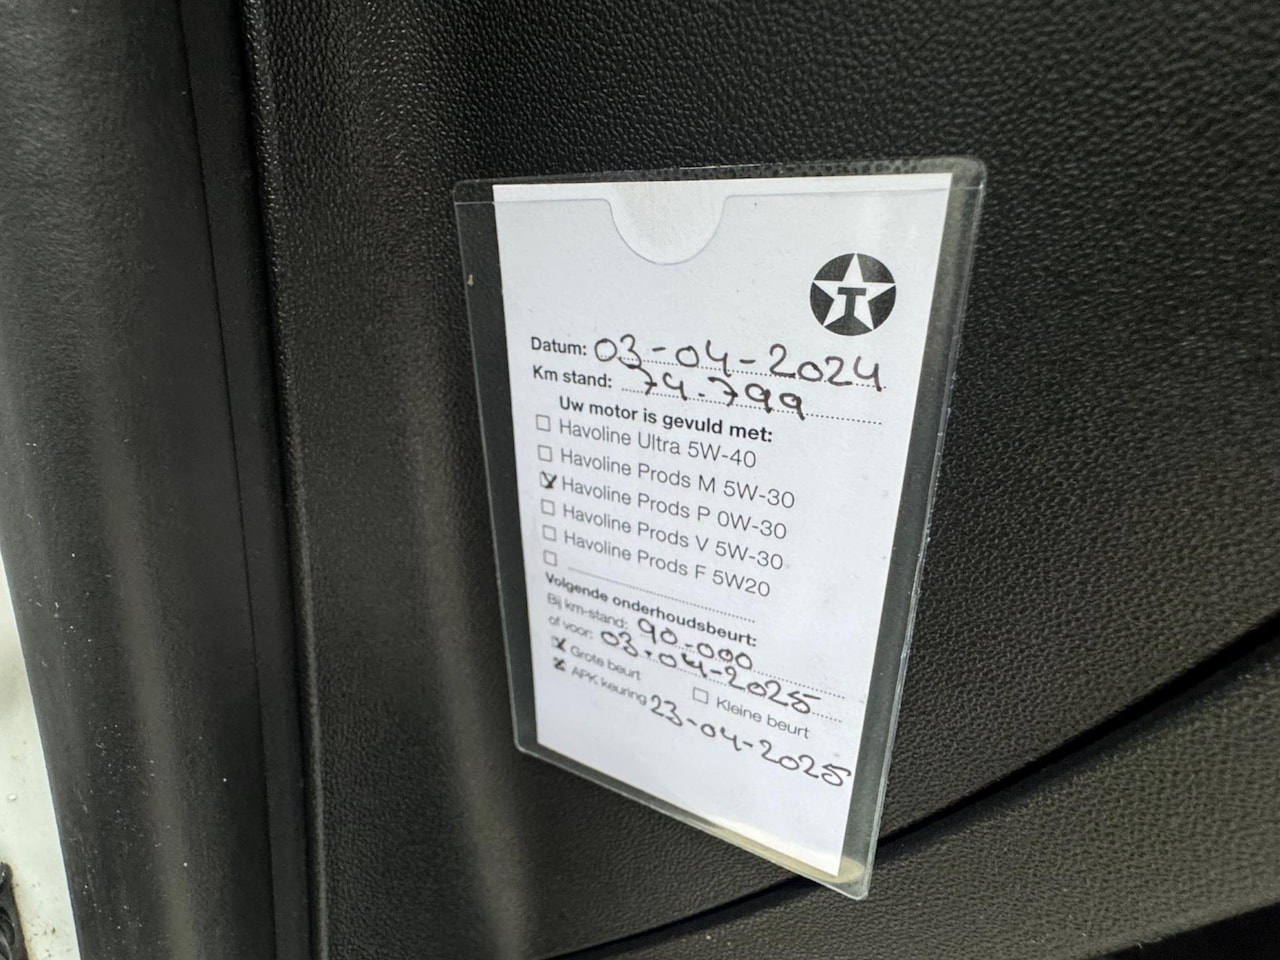 T
Datum: 03-04-2024
Km stand: 74.799
Uw motor is gevuld met:
Havoline Ultra 5W-40
Havoline Prods M 5W-30
Havoline Prods P 0W-30
Havoline Prods V 5W-30
Havoline Prods F 5W20
Volgende onderhoudsbeurt:
Bij km-stand: 90.000
of voor: 03-04-2025
Grote beurt Kleine beurt
APK keuring 23-04-2025